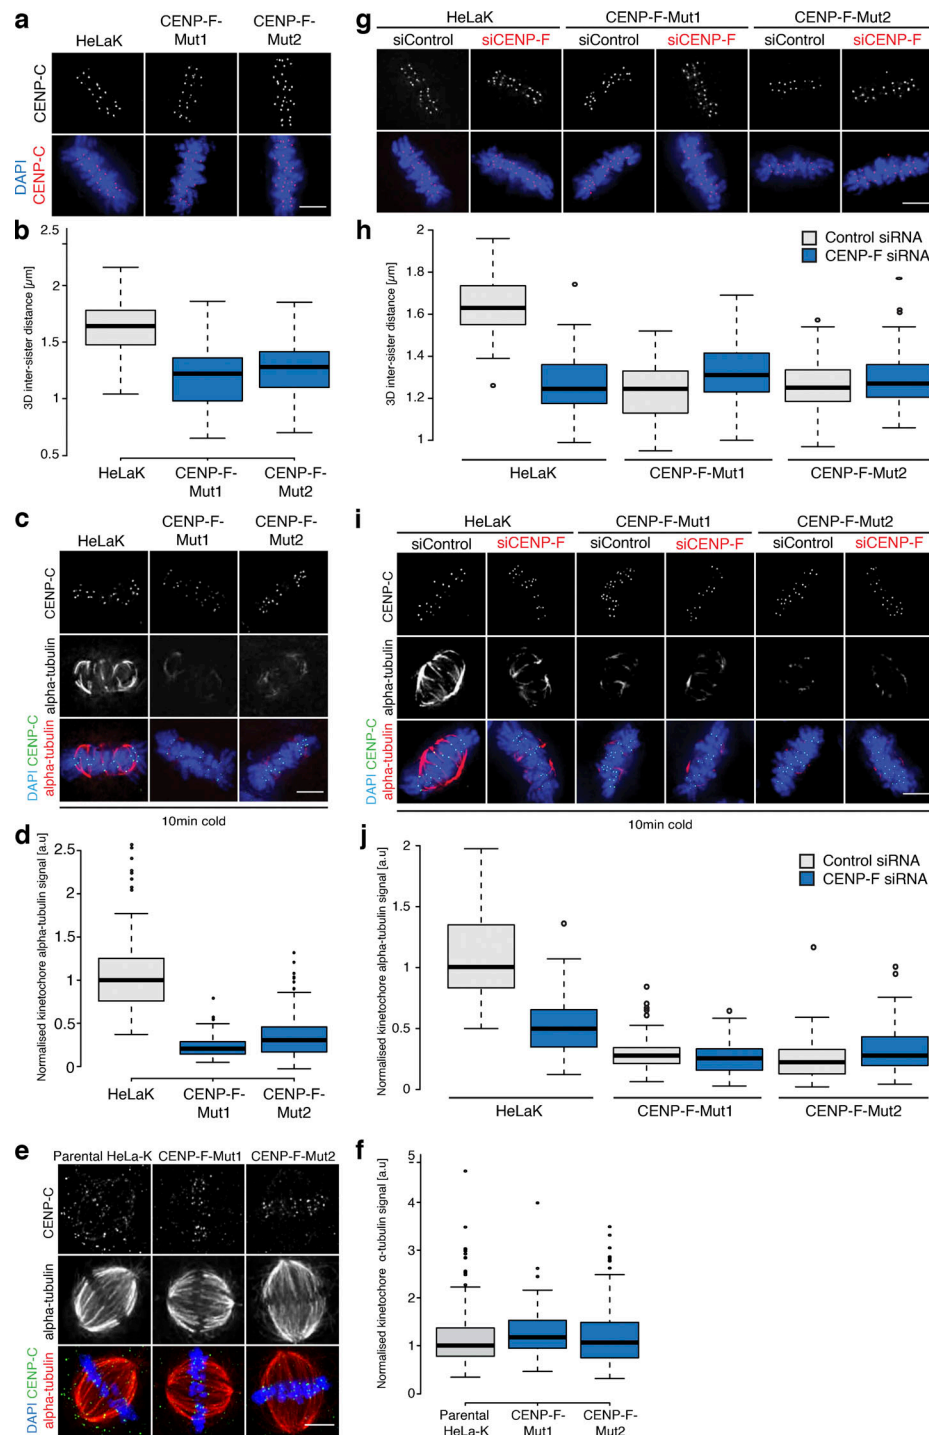 a
HeLaK
CENP-F-
Mut1
CENP-F-
Mut2
CENP-C
DAPI
CENP-C
b
2.5
2
1.5
1
0.5
3D inter-sister distance [µm]
HeLaK
CENP-F-
Mut1
CENP-F-
Mut2
c
HeLaK
CENP-F-
Mut1
CENP-F-
Mut2
CENP-C
alpha-tubulin
DAPI CENP-C
alpha-tubulin
10min cold
d
2.5
2
1.5
1
0.5
0
Normalised kinetochore alpha-tubulin signal [a.u]
HeLaK
CENP-F-
Mut1
CENP-F-
Mut2
e
Parental HeLa-K
CENP-F-Mut1
CENP-F-Mut2
CENP-C
alpha-tubulin
DAPI CENP-C
alpha-tubulin
g
HeLaK
CENP-F-Mut1
CENP-F-Mut2
siControl
siCENP-F
siControl
siCENP-F
siControl
siCENP-F
h
2
1.8
1.6
1.4
1.2
1
3D inter-sister distance [µm]
Control siRNA
CENP-F siRNA
HeLaK
CENP-F-Mut1
CENP-F-Mut2
i
HeLaK
CENP-F-Mut1
CENP-F-Mut2
siControl
siCENP-F
siControl
siCENP-F
siControl
siCENP-F
CENP-C
alpha-tubulin
DAPI CENP-C
alpha-tubulin
10min cold
j
2
1.5
1
0.5
0
Normalised kinetochore alpha-tubulin signal [a.u]
Control siRNA
CENP-F siRNA
HeLaK
CENP-F-Mut1
CENP-F-Mut2
f
5
4
3
2
1
0
Normalised kinetochore α-tubulin signal [a.u]
Parental
HeLa-K
CENP-F-
Mut1
CENP-F-
Mut2